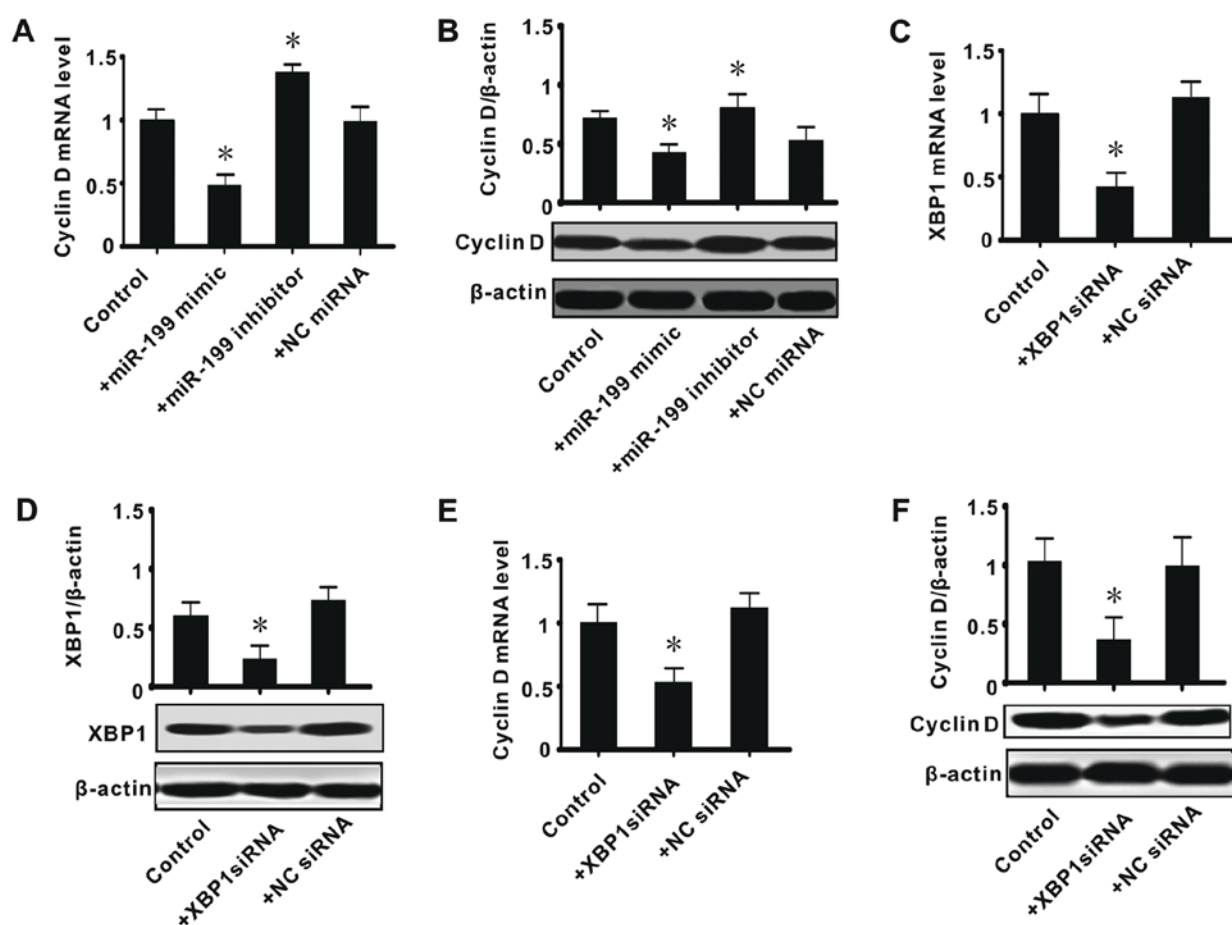 A
Cyclin D mRNA level
1.5
1
0.5
0
*
*
Control
+miR-199 mimic
+miR-199 inhibitor
+NC miRNA
B
Cyclin D/β-actin
1.5
1
0.5
0
*
*
Cyclin D
β-actin
Control
+miR-199 mimic
+miR-199 inhibitor
+NC miRNA
C
XBP1 mRNA level
1.5
1
0.5
0
*
Control
+XBP1siRNA
+NC siRNA
D
XBP1/β-actin
1.5
1
0.5
0
*
XBP1
β-actin
Control
+XBP1siRNA
+NC siRNA
E
Cyclin D mRNA level
1.5
1
0.5
0
*
Control
+XBP1siRNA
+NC siRNA
F
Cyclin D/β-actin
1.5
1
0.5
0
*
Cyclin D
β-actin
Control
+XBP1siRNA
+NC siRNA